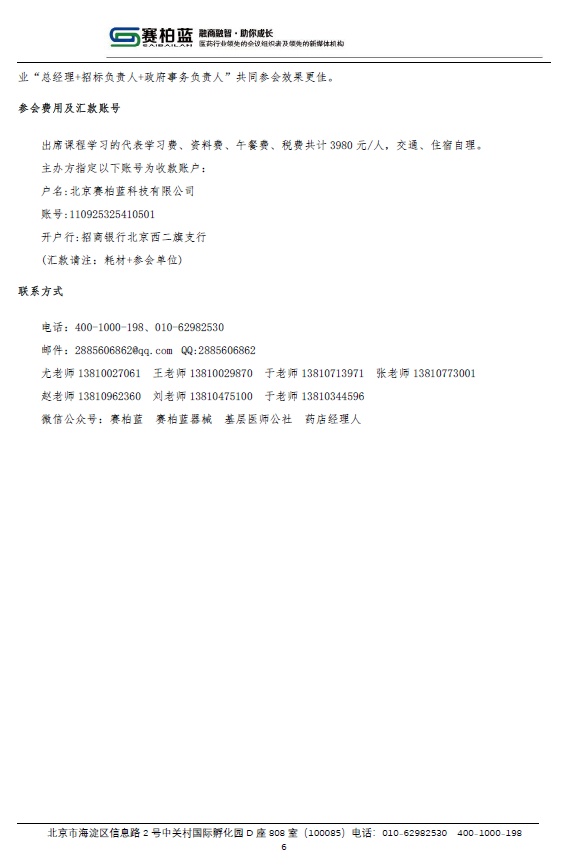 赛柏蓝
SAIBAILAN
融商融智·助你成长
医药行业领先的会议组织者及领先的新媒体机构
业“总经理+招标负责人+政府事务负责人”共同参会效果更佳。
参会费用及汇款账号
出席课程学习的代表学习费、资料费、午餐费、税费共计 3980 元/人，交通、住宿自理。
主办方指定以下账号为收款账户：
户名:北京赛柏蓝科技有限公司
账号:110925325410501
开户行:招商银行北京西二旗支行
(汇款请注：耗材+参会单位)
联系方式
电话：400-1000-198、010-62982530
邮件：2885606862@qq.com QQ:2885606862
尤老师 13810027061 王老师 13810029870 于老师 13810713971 张老师 13810773001
赵老师 13810962360 刘老师 13810475100 于老师 13810344596
微信公众号：赛柏蓝 赛柏蓝器械 基层医师公社 药店经理人
北京市海淀区信息路 2 号中关村国际孵化园 D 座 808 室（100085）电话：010-62982530 400-1000-198
6